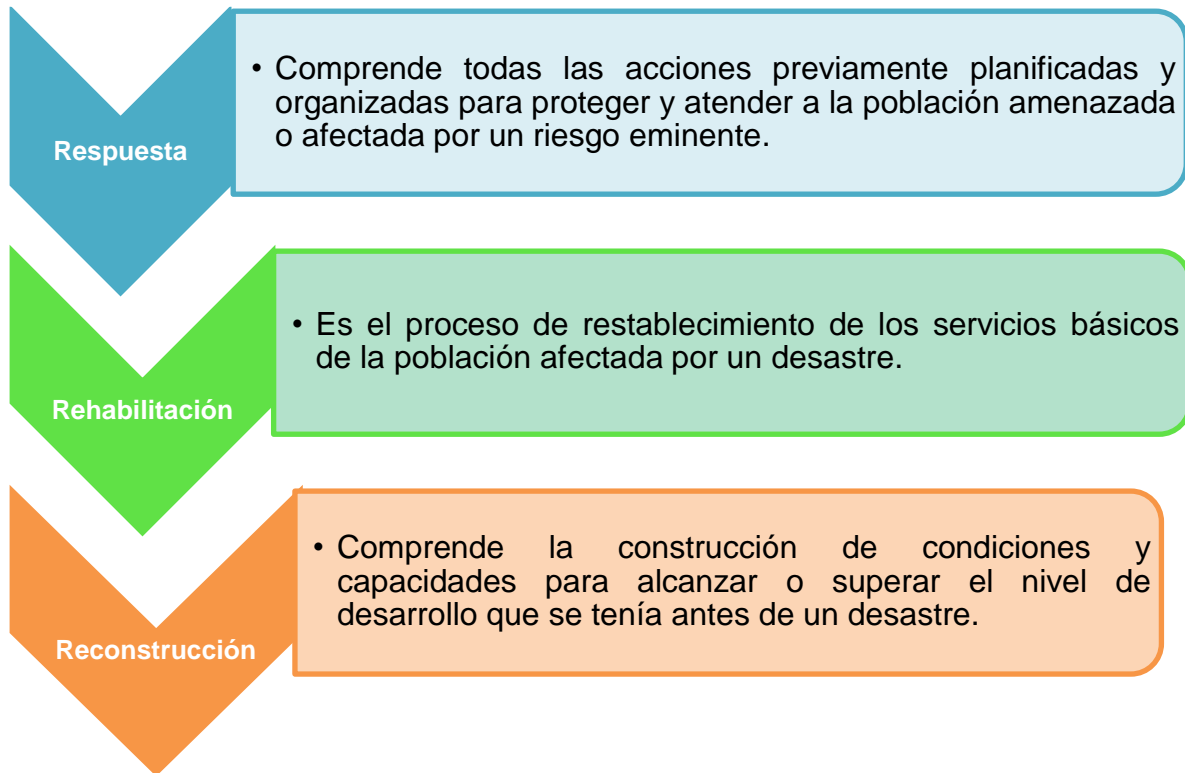 Respuesta
• Comprende todas las acciones previamente planificadas y
organizadas para proteger y atender a la población amenazada
o afectada por un riesgo eminente.
Rehabilitación
• Es el proceso de restablecimiento de los servicios básicos
de la población afectada por un desastre.
Reconstrucción
• Comprende la construcción de condiciones y
capacidades para alcanzar o superar el nivel de
desarrollo que se tenía antes de un desastre.